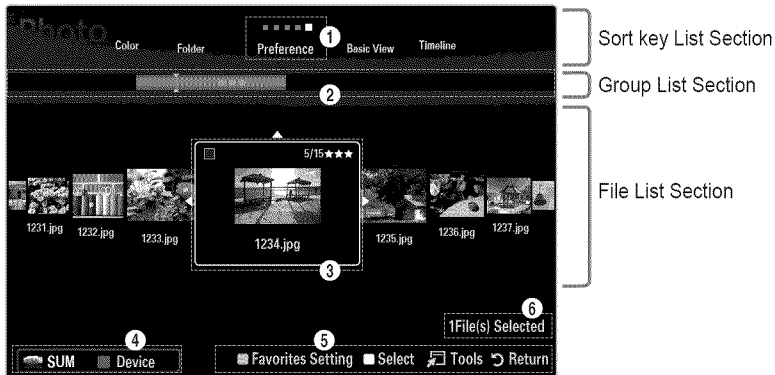 Photo
Color Folder Preference Basic View Timeline
1
Sort key List Section
Group List Section
2
File List Section
5/15★★★
1231.jpg 1232.jpg 1233.jpg 1234.jpg 1235.jpg 1236.jpg 1237.jpg
3
6
1File(s) Selected
4
5
SUM Device
Favorites Setting Select Tools Return